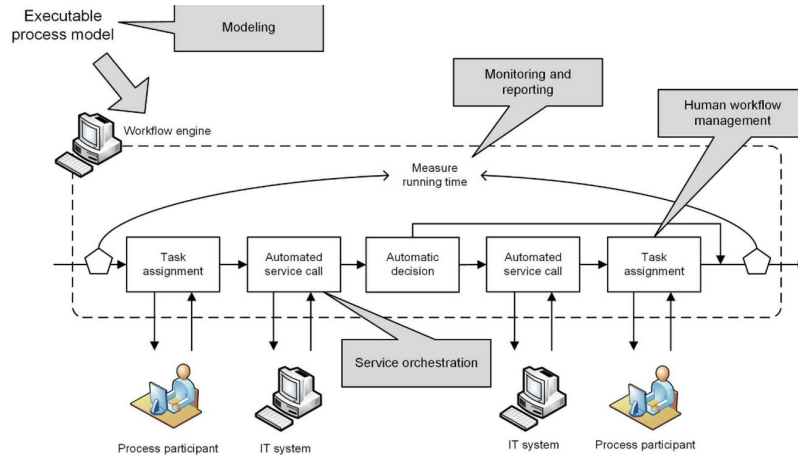 Executable
process model
Modeling
Monitoring and
reporting
Human workflow
management
Workflow engine
Measure
running time
Task
assignment
Automated
service call
Automatic
decision
Automated
service call
Task
assignment
Service orchestration
Process participant
IT system
IT system
Process participant